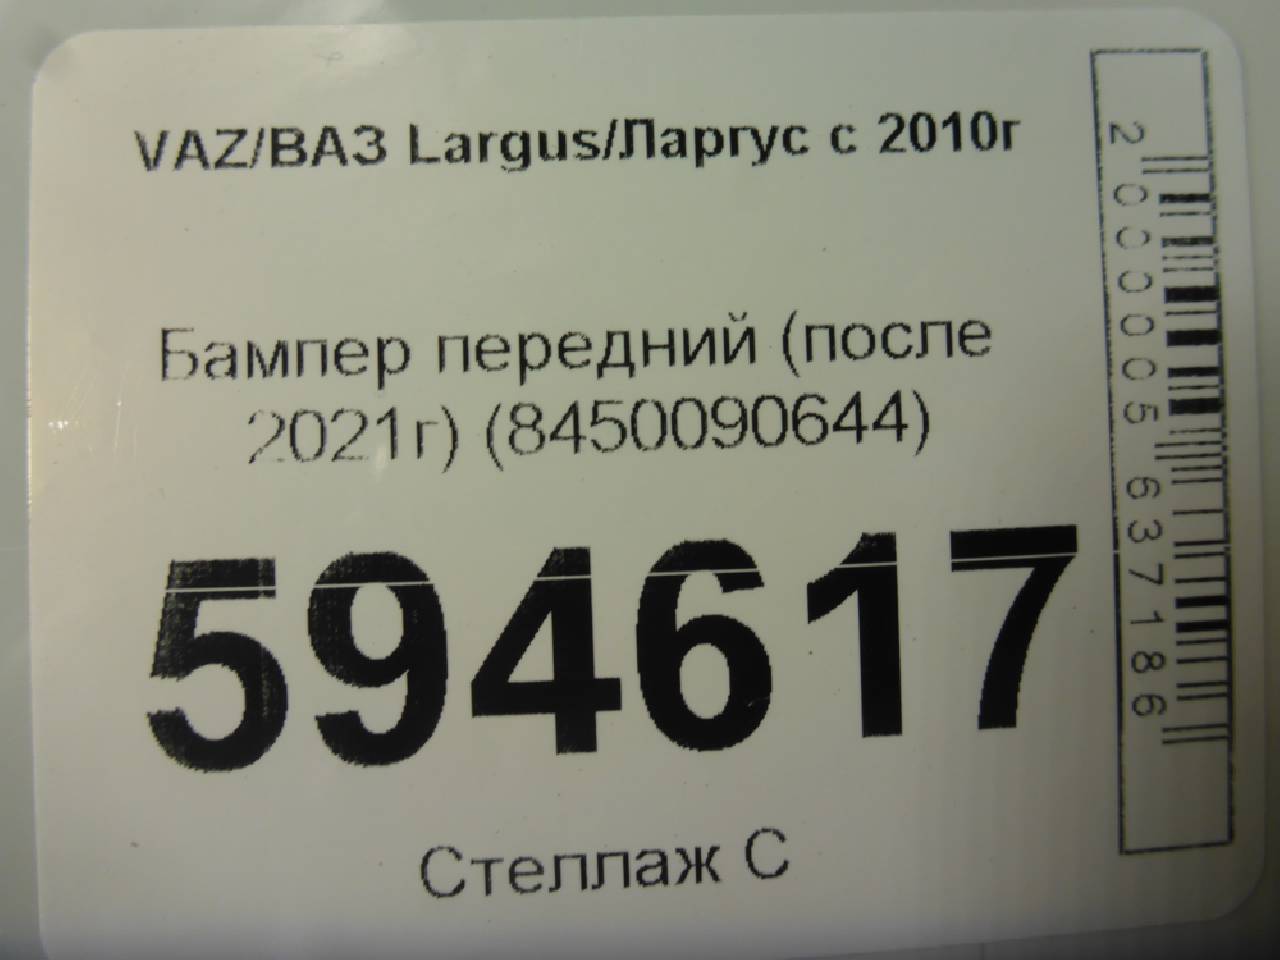 VAZ/ВАЗ Largus/Ларгус с 2010г
Бампер передний (после
2021г) (8450090644)
594617
Стеллаж С
2000005637186